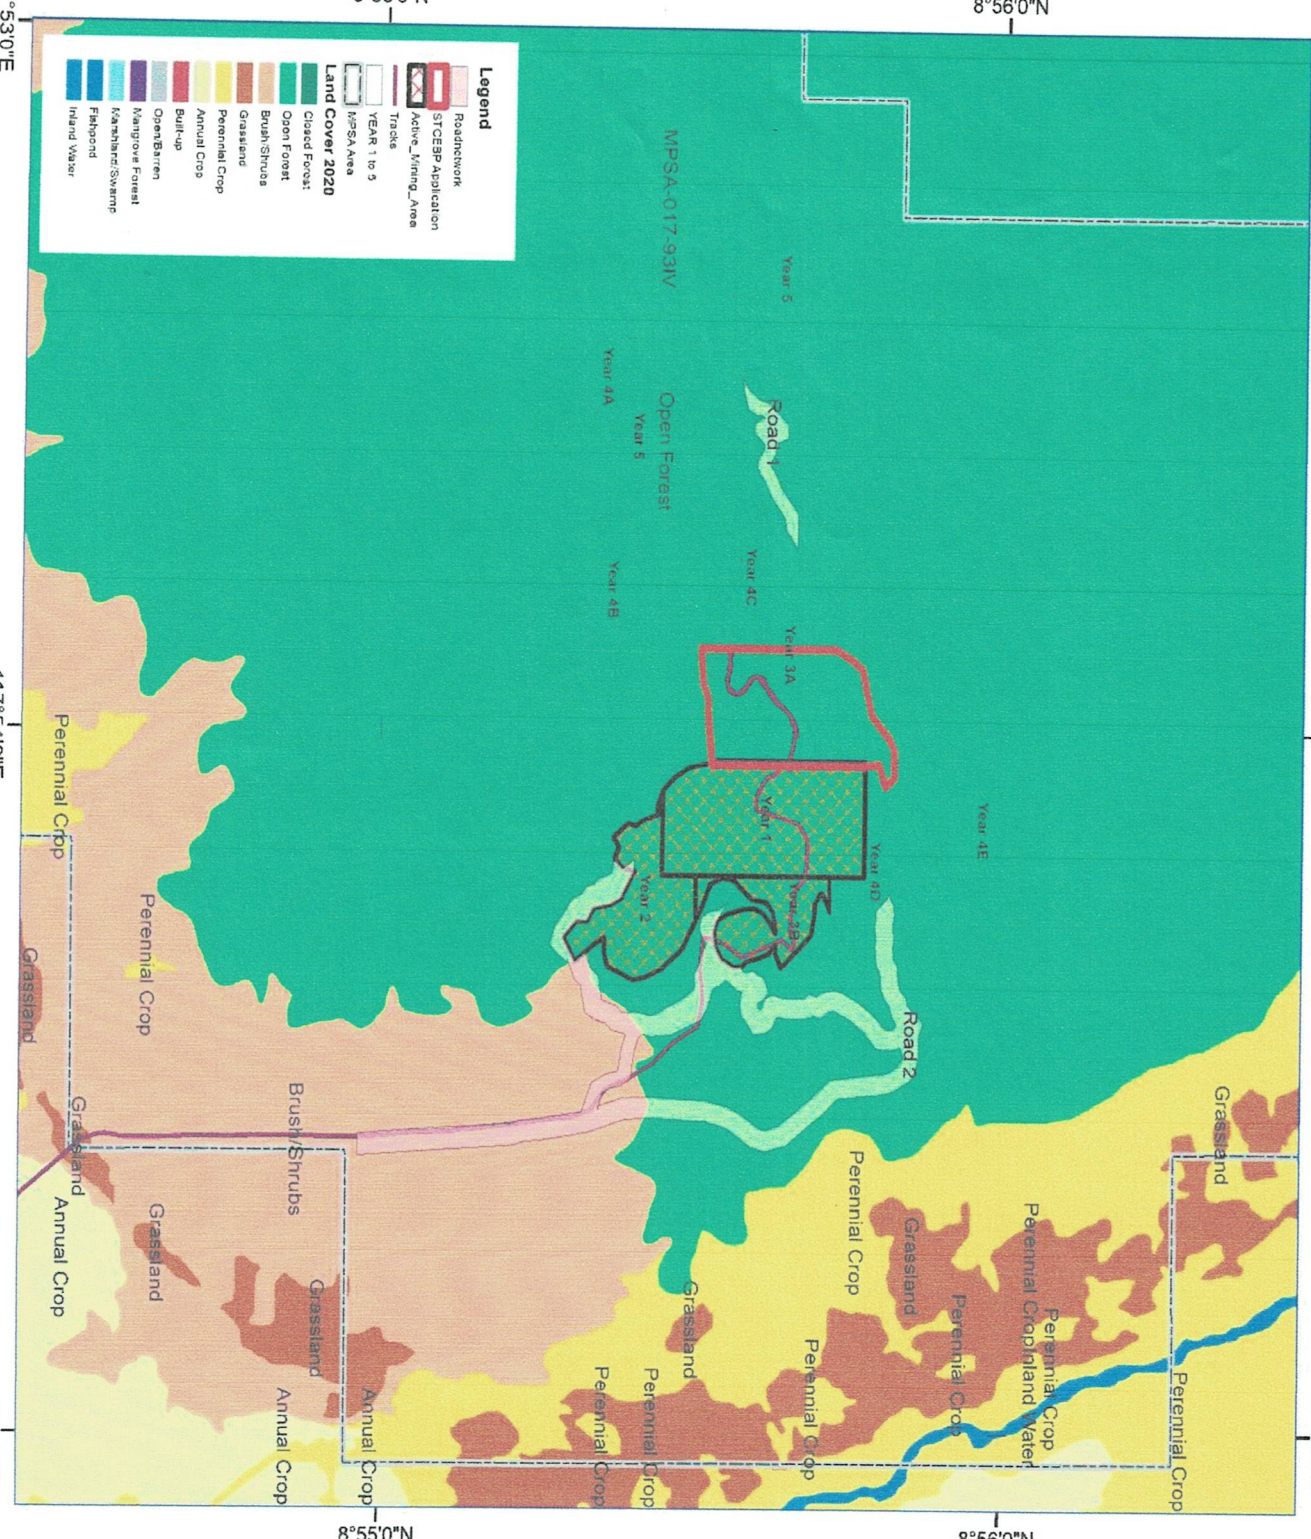 8°56'0"N
53'0"E
Legend
Roadnetwork
STCEBP Application
Active_Mining_Area
Tracks
YEAR 1 to 5
MPSA Area
Land Cover 2020
Closed Forest
Open Forest
Brush/Shrubs
Grassland
Perennial Crop
Annual Crop
Built-up
Open/Barren
Mangrove Forest
Marshland/Swamp
Fishpond
Inland Water
MPSA-017-93IV
Year 5
Year 4A
Year 5
Open Forest
Road 1
Year 4B
Year 4C
Year 3A
Year 1
Year 2
Year 3B
Year 4D
Year 4E
Road 2
Perennial Crop
Perennial Crop
Grassland
Grassland
Annual Crop
Brush/Shrubs
Grassland
Grassland
Annual Crop
Annual Crop
Grassland
Perennial Crop
Perennial Crop
Perennial Crop
Perennial Crop
Grassland
Perennial Crop
Perennial Crop
Inland Water
Perennial Crop
Grassland
Perennial Crop
8°55'0"N